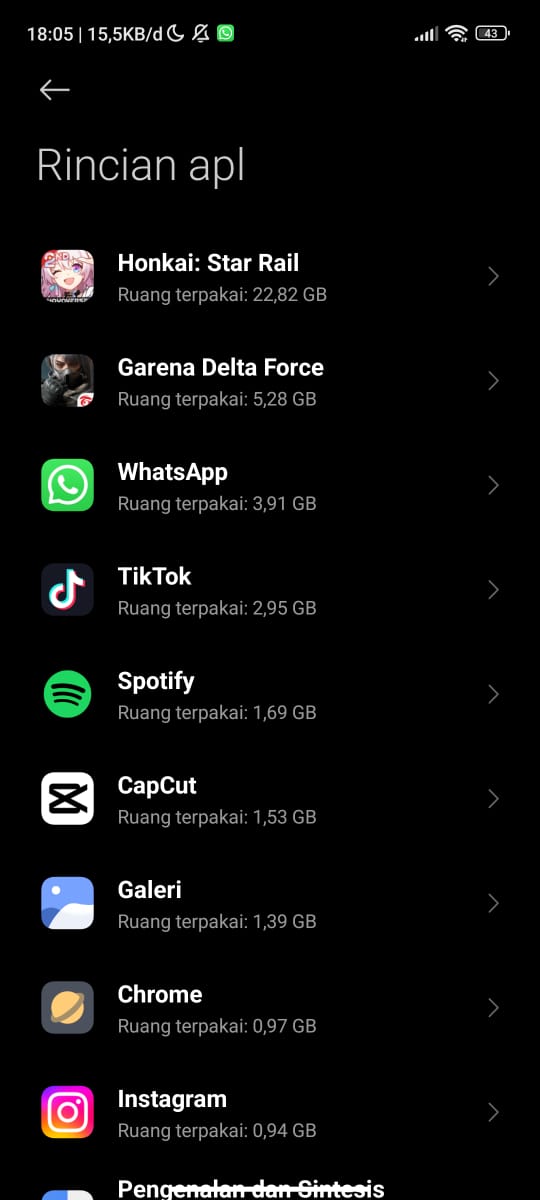 18:05 | 15,5KB/d
43
Rincian apl
Honkai: Star Rail
Ruang terpakai: 22,82 GB
Garena Delta Force
Ruang terpakai: 5,28 GB
WhatsApp
Ruang terpakai: 3,91 GB
TikTok
Ruang terpakai: 2,95 GB
Spotify
Ruang terpakai: 1,69 GB
CapCut
Ruang terpakai: 1,53 GB
Galeri
Ruang terpakai: 1,39 GB
Chrome
Ruang terpakai: 0,97 GB
Instagram
Ruang terpakai: 0,94 GB
Pengenalan dan Sintesis